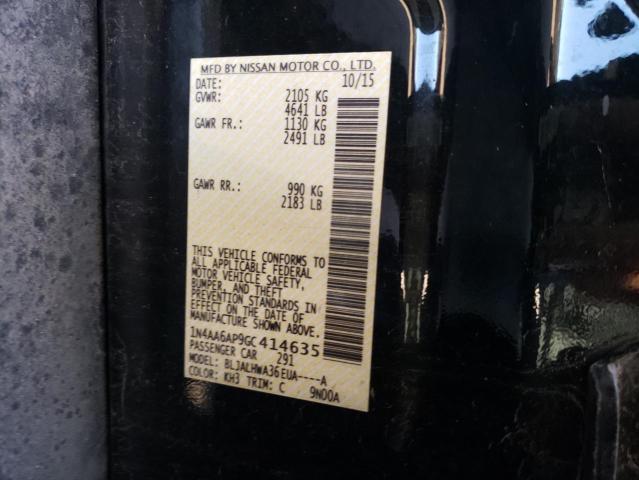 MFD BY NISSAN MOTOR CO., LTD.
DATE: 10/15
GVWR: 2105 KG
4641 LB
GAWR FR.: 1130 KG
2491 LB
GAWR RR.: 990 KG
2183 LB
THIS VEHICLE CONFORMS TO
ALL APPLICABLE FEDERAL
MOTOR VEHICLE SAFETY,
BUMPER, AND THEFT
PREVENTION STANDARDS IN
EFFECT ON THE DATE OF
MANUFACTURE SHOWN ABOVE.
1N4AA6AP9GC414635
PASSENGER CAR 291
MODEL: BLJALHWA36EUA----A
COLOR: KH3 TRIM: C 9N00A